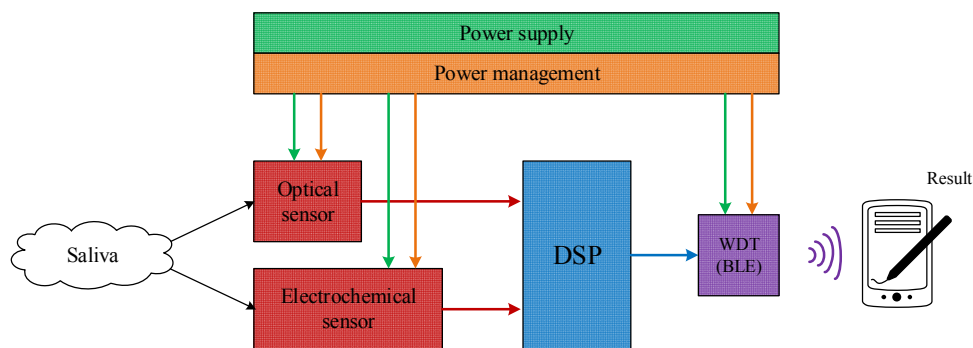 Power supply
Power management
Optical
sensor
Result
Saliva
DSP
WDT
(BLE)
Electrochemical
sensor